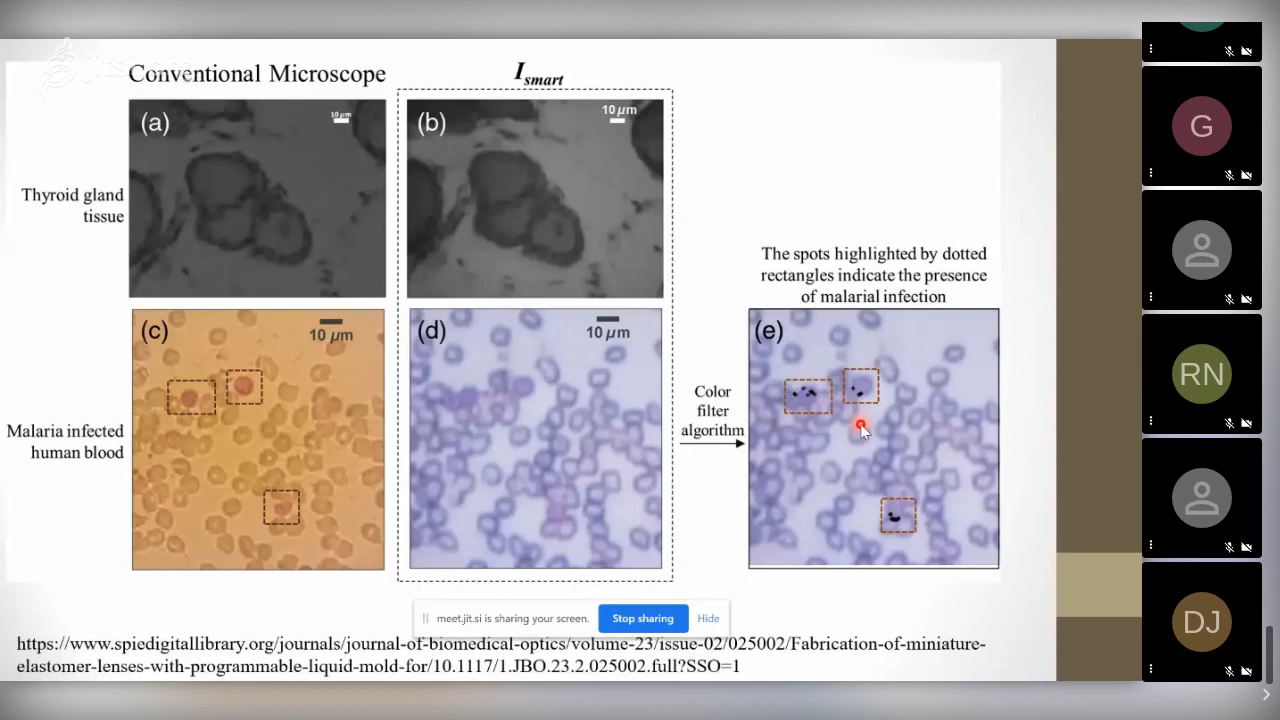 Conventional Microscope
I smart
(a)
10 µm
(b)
10 µm
Thyroid gland
tissue
The spots highlighted by dotted
rectangles indicate the presence
of malarial infection
(c)
10 µm
(d)
10 µm
(e)
Malaria infected
human blood
Color
filter
algorithm
meet.jit.si is sharing your screen.
Stop sharing
Hide
https://www.spiedigitallibrary.org/journals/journal-of-biomedical-optics/volume-23/issue-02/025002/Fabrication-of-miniature-
elastomer-lenses-with-programmable-liquid-mold-for/10.1117/1.JBO.23.2.025002.full?SSO=1
G
RN
DJ